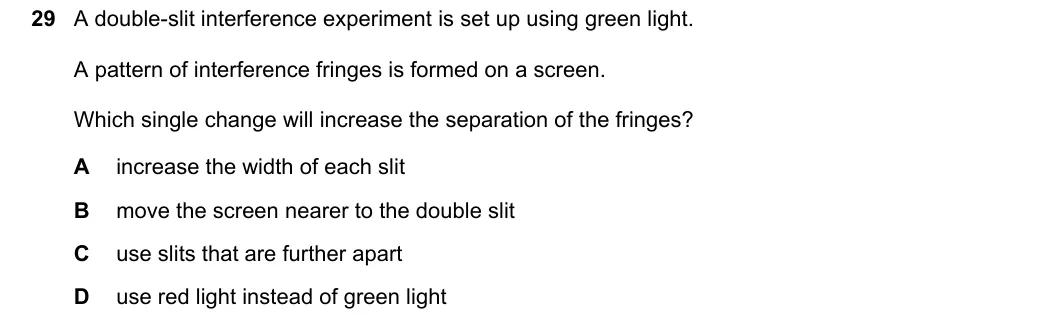 29 A double-slit interference experiment is set up using green light.
A pattern of interference fringes is formed on a screen.
Which single change will increase the separation of the fringes?
A increase the width of each slit
B move the screen nearer to the double slit
C use slits that are further apart
D use red light instead of green light